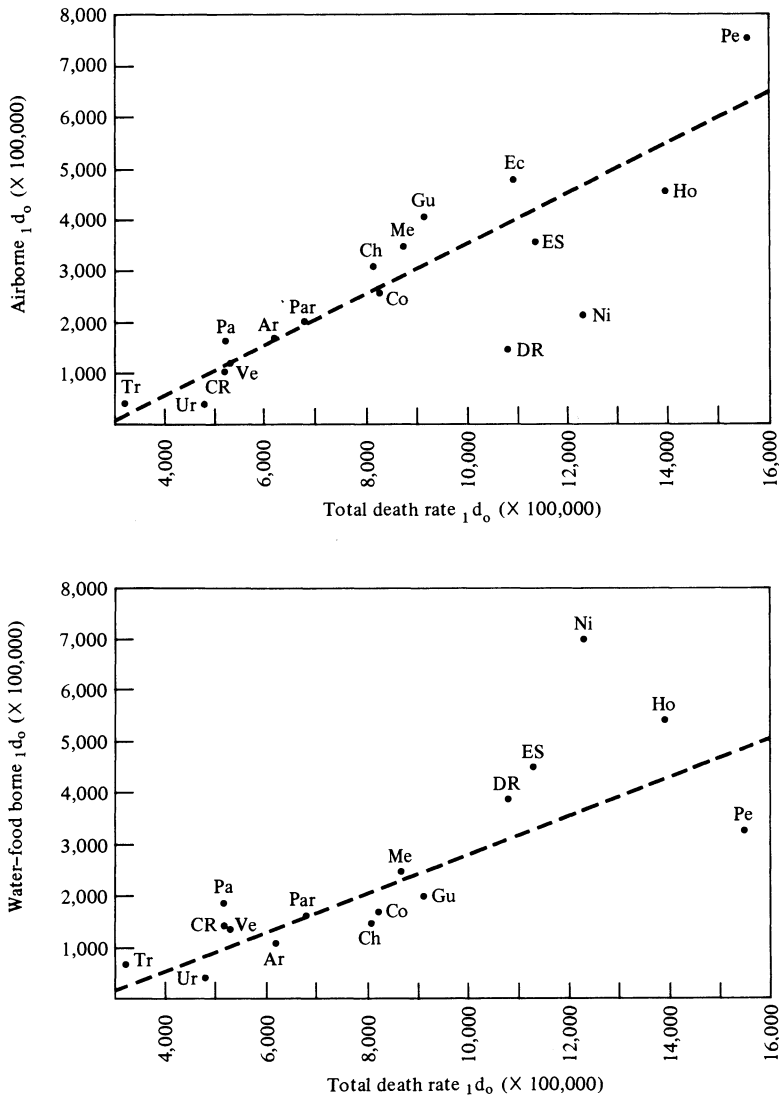 8,000
7,000
6,000
5,000
4,000
3,000
2,000
1,000
Airborne ₁dₒ (× 100,000)
Pe
Ec
Ho
Gu
Me
ES
Ch
Co
Ni
Par
Pa
Ar
DR
Ve
CR
Tr
Ur
4,000
6,000
8,000
10,000
12,000
14,000
16,000
Total death rate ₁dₒ (× 100,000)
8,000
7,000
6,000
5,000
4,000
3,000
2,000
1,000
Water–food borne ₁dₒ (× 100,000)
Ni
Ho
ES
DR
Pe
Me
Pa
Par
Gu
CR
Ve
Co
Ch
Tr
Ar
Ur
4,000
6,000
8,000
10,000
12,000
14,000
16,000
Total death rate ₁dₒ (× 100,000)